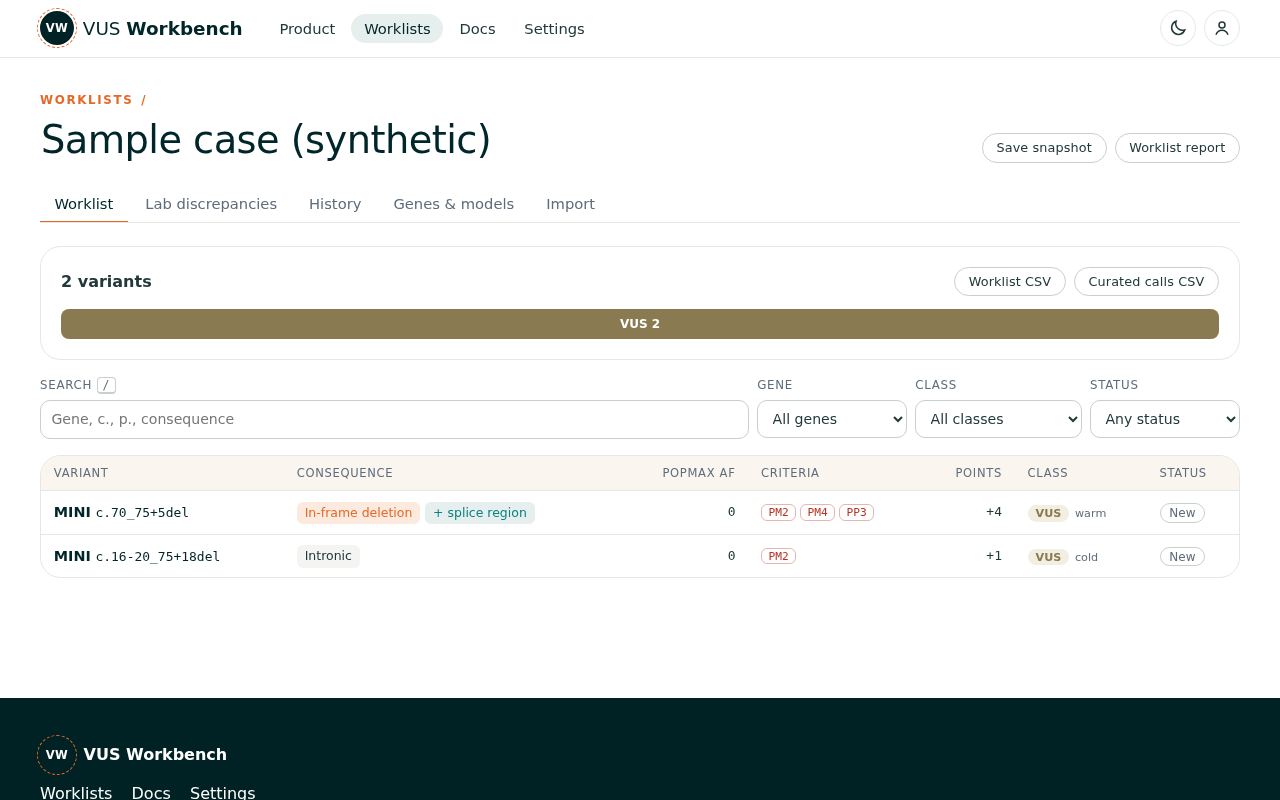 VW VUS Workbench Product Worklists Docs Settings
WORKLISTS /
Sample case (synthetic)
Save snapshot Worklist report
Worklist Lab discrepancies History Genes & models Import
2 variants Worklist CSV Curated calls CSV
VUS 2
SEARCH / GENE CLASS STATUS
Gene, c., p., consequence All genes All classes Any status
VARIANT CONSEQUENCE POPMAX AF CRITERIA POINTS CLASS STATUS
MINI c.70_75+5del In-frame deletion + splice region 0 PM2 PM4 PP3 +4 VUS warm New
MINI c.16-20_75+18del Intronic 0 PM2 +1 VUS cold New
VW VUS Workbench
Worklists Docs Settings